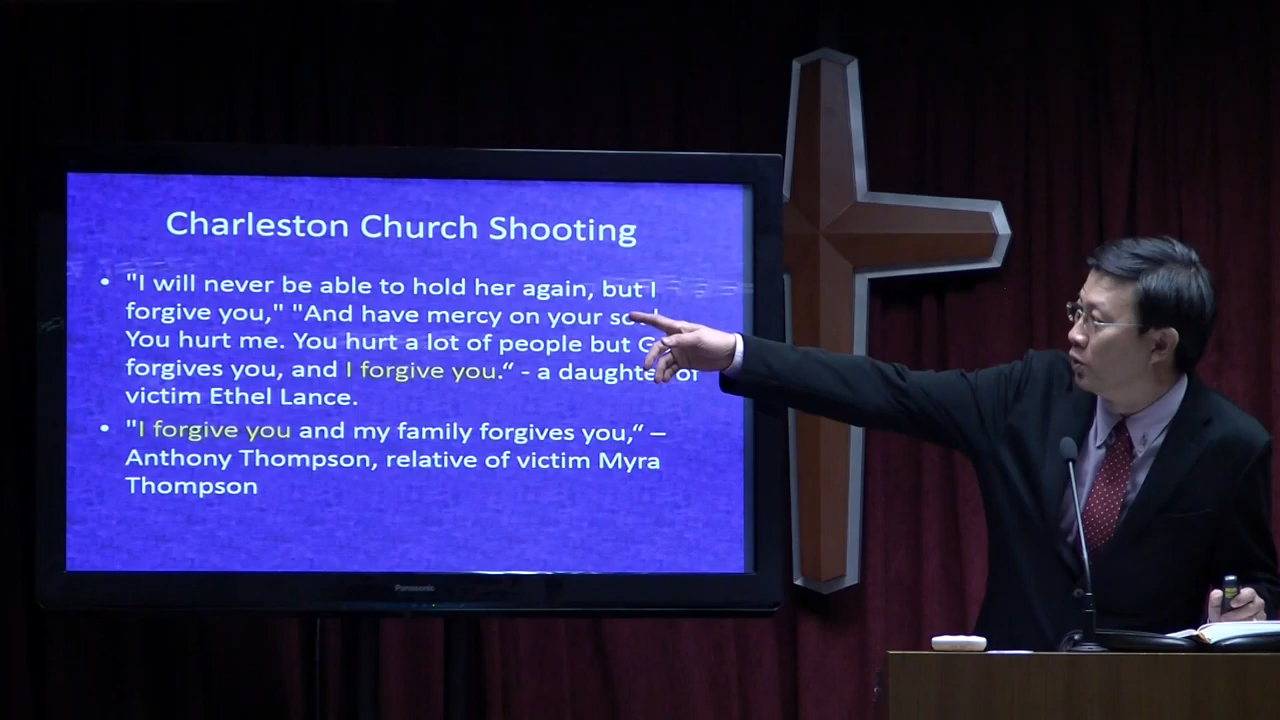 Charleston Church Shooting
• "I will never be able to hold her again, but I
forgive you," "And have mercy on your
You hurt me. You hurt a lot of people but
forgives you, and I forgive you.“ - a daughter of
victim Ethel Lance.
• "I forgive you and my family forgives you,“ –
Anthony Thompson, relative of victim Myra
Thompson
Panasonic